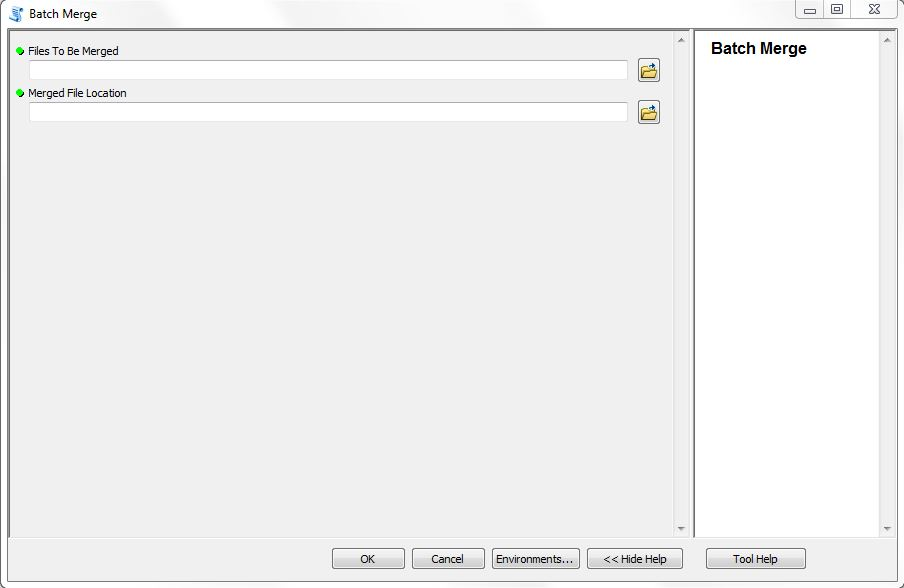 Batch Merge
Files To Be Merged
Merged File Location
Batch Merge
OK
Cancel
Environments...
<< Hide Help
Tool Help